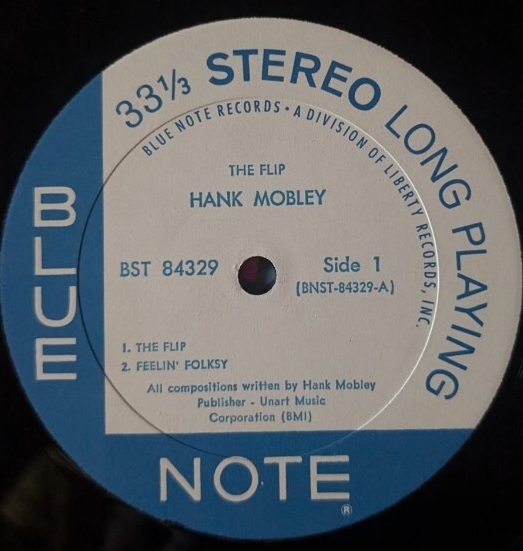 33⅓ STEREO LONG PLAYING
BLUE NOTE RECORDS • A DIVISION OF LIBERTY RECORDS, INC.
THE FLIP
HANK MOBLEY
BST 84329
Side 1
(BNST-84329-A)
1. THE FLIP
2. FEELIN' FOLKSY
All compositions written by Hank Mobley
Publisher - Unart Music
Corporation (BMI)
BLUE
NOTE
®